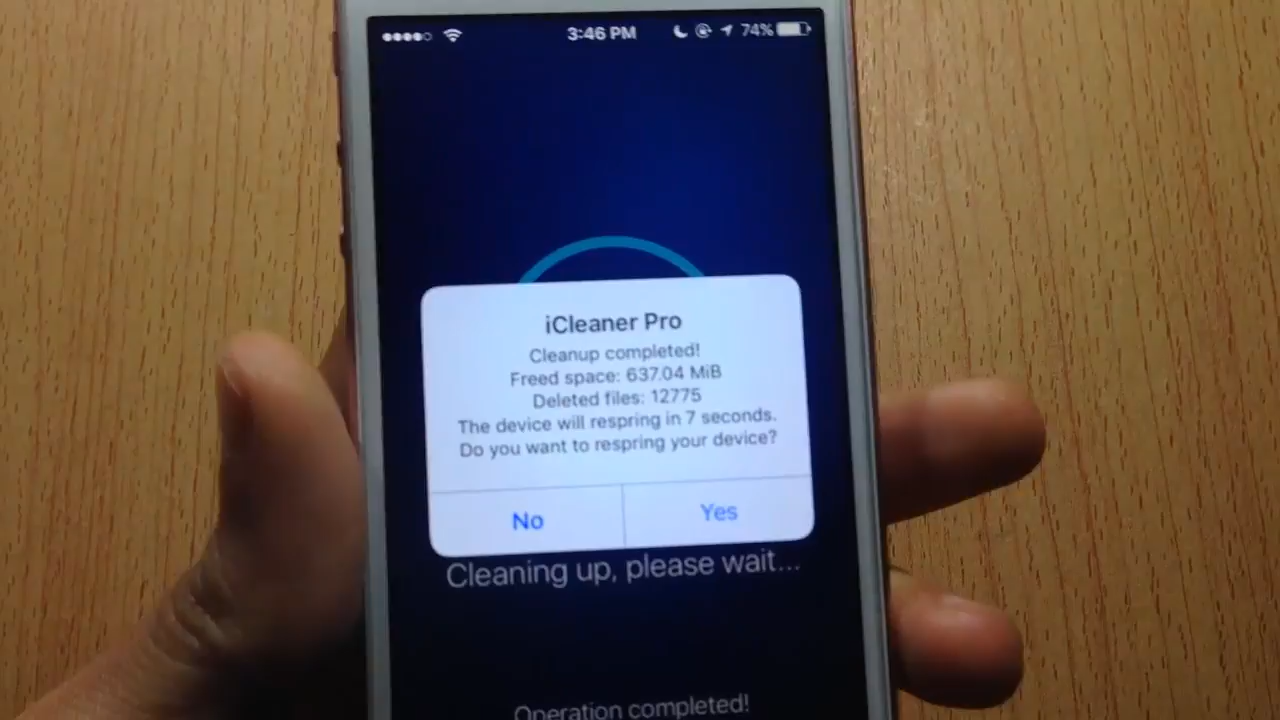 3:46 PM 74%
iCleaner Pro
Cleanup completed!
Freed space: 637.04 MiB
Deleted files: 12775
The device will respring in 7 seconds.
Do you want to respring your device?
No Yes
Cleaning up, please wait...
Operation completed!